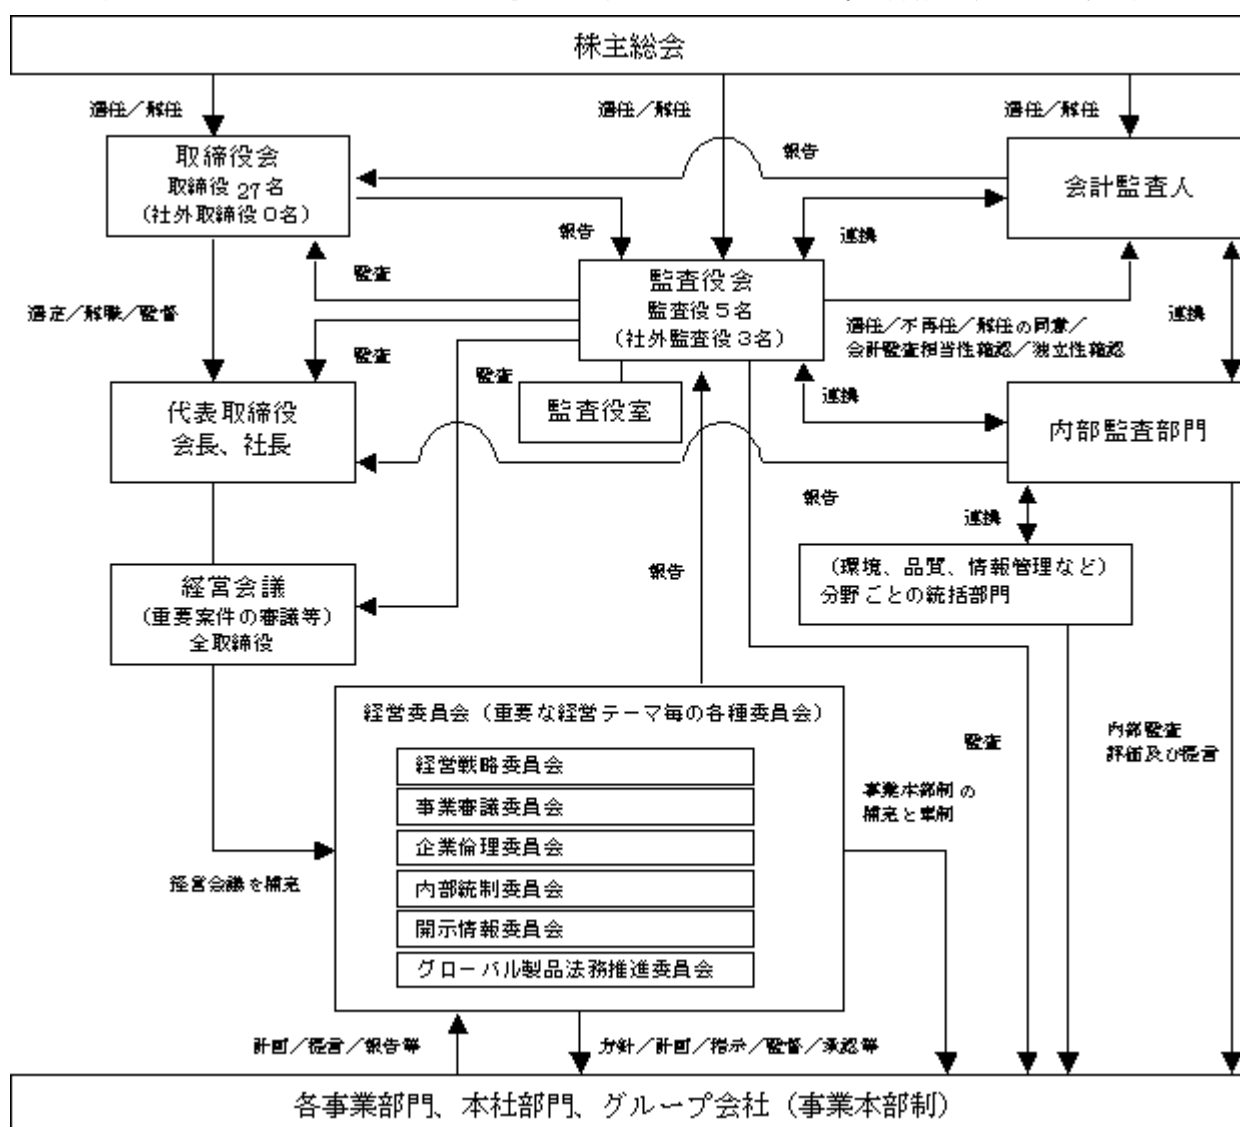 株主総会
選任／解任
選任／解任
選任／解任
取締役会
取締役 27 名
（社外取締役０名）
報告
会計監査人
報告
連携
監査
監査役会
監査役５名
（社外監査役３名）
選定／解職／監督
選任／不再任／解任の同意／
会計監査相当性確認／独立性確認
連携
監査
監査
代表取締役
会長、社長
監査役室
連携
内部監査部門
報告
連携
経営会議
（重要案件の審議等）
全取締役
報告
（環境、品質、情報管理など）
分野ごとの統括部門
経営委員会（重要な経営テーマ毎の各種委員会）
経営戦略委員会
事業審議委員会
企業倫理委員会
内部統制委員会
開示情報委員会
グローバル製品法務推進委員会
監査
内部監査
評価及び提言
事業本部制 の
補充と牽制
経営会議を補充
計画／提言／報告等
方針／計画／指示／監督／承認等
各事業部門、本社部門、グループ会社（事業本部制）